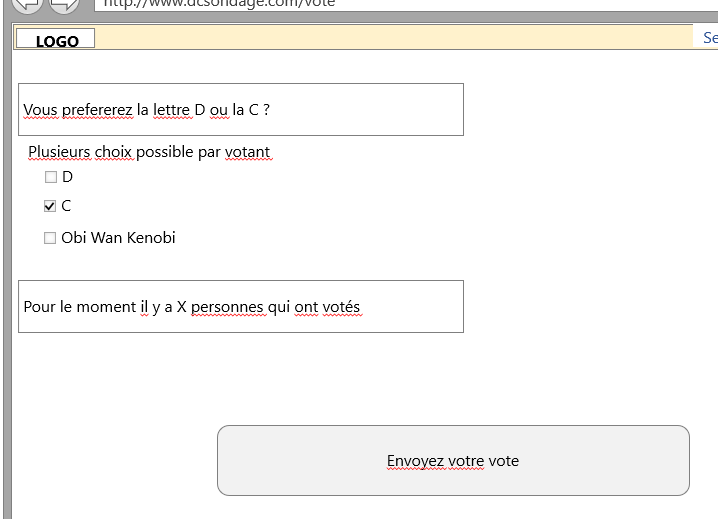 http://www.dcsondage.com/vote
LOGO
Se
Vous prefererez la lettre D ou la C ?
Plusieurs choix possible par votant
D
C
Obi Wan Kenobi
Pour le moment il y a X personnes qui ont votés
Envoyez votre vote